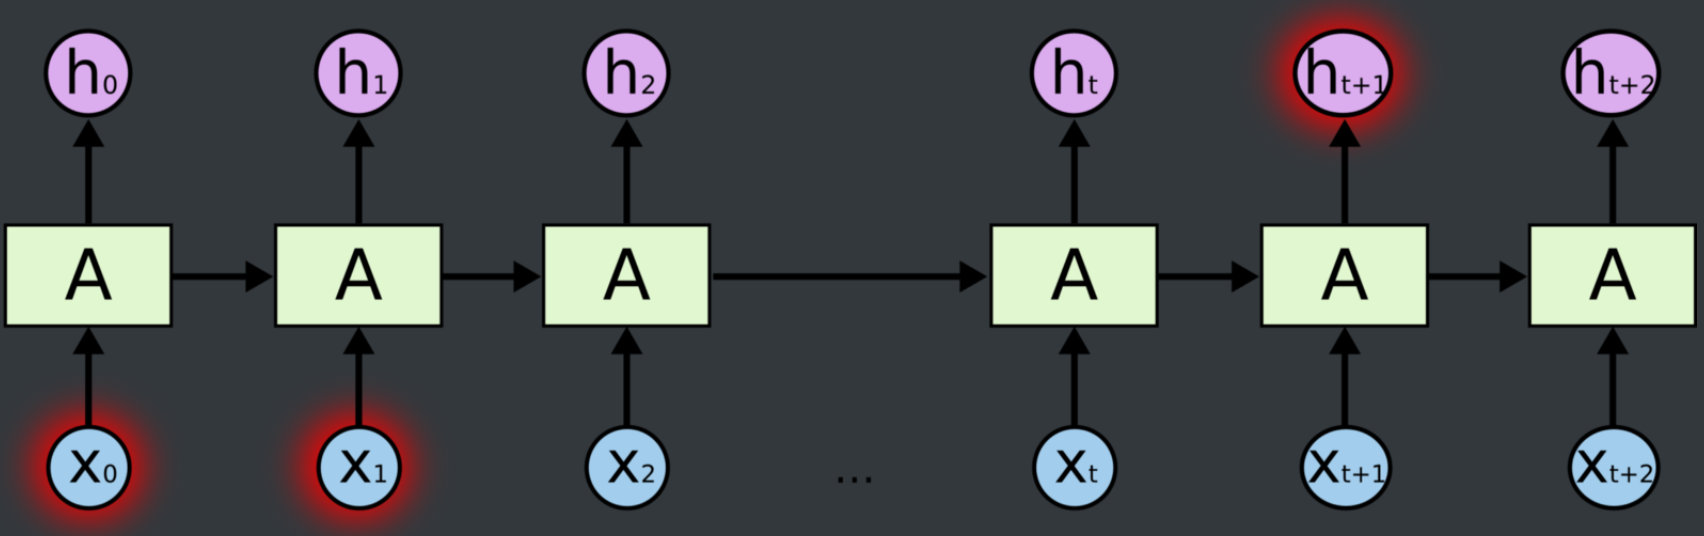 h₀ h₁ h₂ hₜ hₜ₊₁ hₜ₊₂
A A A A A A
x₀ x₁ x₂ ... xₜ xₜ₊₁ xₜ₊₂